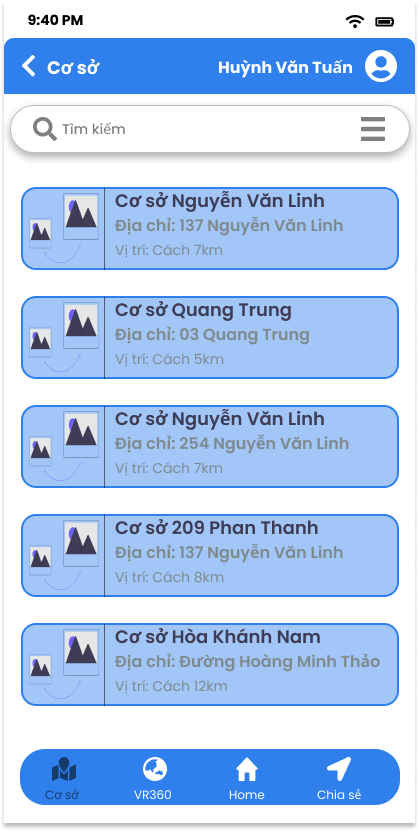 9:40 PM
Cơ sở
Huỳnh Văn Tuấn
Tìm kiếm
Cơ sở Nguyễn Văn Linh
Địa chỉ: 137 Nguyễn Văn Linh
Vị trí: Cách 7km
Cơ sở Quang Trung
Địa chỉ: 03 Quang Trung
Vị trí: Cách 5km
Cơ sở Nguyễn Văn Linh
Địa chỉ: 254 Nguyễn Văn Linh
Vị trí: Cách 7km
Cơ sở 209 Phan Thanh
Địa chỉ: 137 Nguyễn Văn Linh
Vị trí: Cách 8km
Cơ sở Hòa Khánh Nam
Địa chỉ: Đường Hoàng Minh Thảo
Vị trí: Cách 12km
Cơ sở
VR360
Home
Chia sẻ